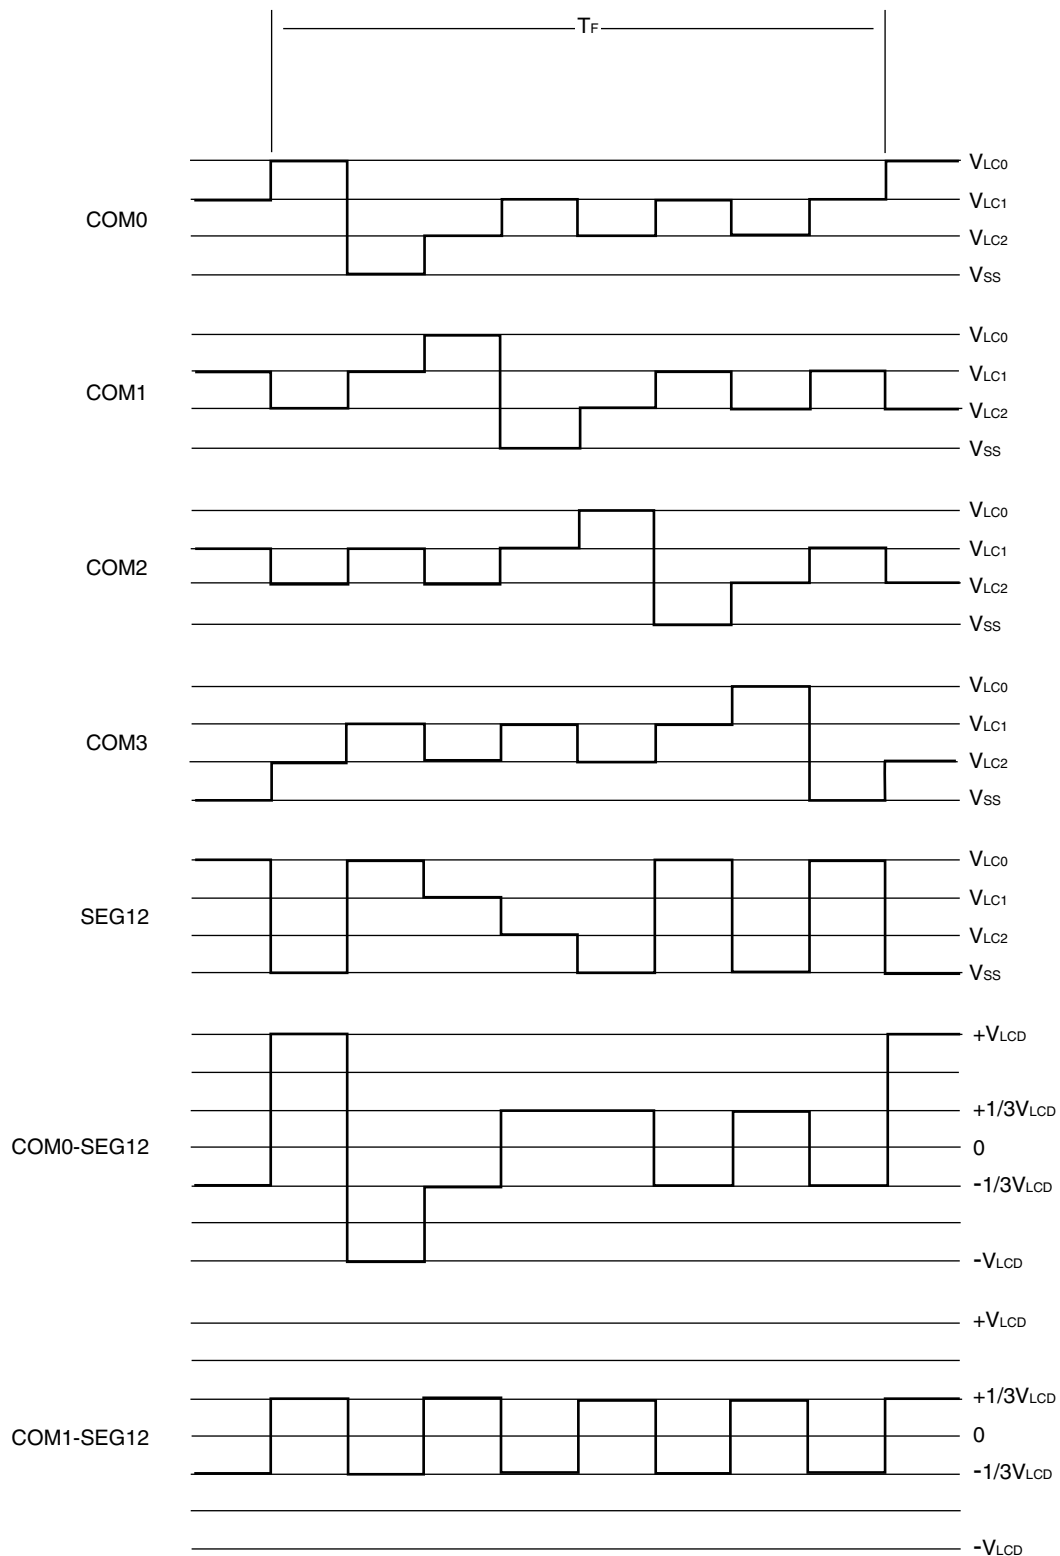 TF
VLC0
VLC1
COM0
VLC2
VSS
VLC0
VLC1
COM1
VLC2
VSS
VLC0
VLC1
COM2
VLC2
VSS
VLC0
VLC1
COM3
VLC2
VSS
VLC0
VLC1
SEG12
VLC2
VSS
+VLCD
+1/3VLCD
COM0-SEG12
0
-1/3VLCD
-VLCD
+VLCD
+1/3VLCD
COM1-SEG12
0
-1/3VLCD
-VLCD